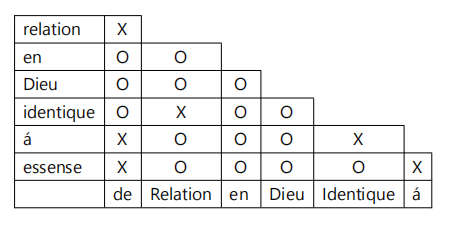 relation X
en O O
Dieu O O O
identique O X O O
á X O O O X
essense X O O O O X
de Relation en Dieu Identique á